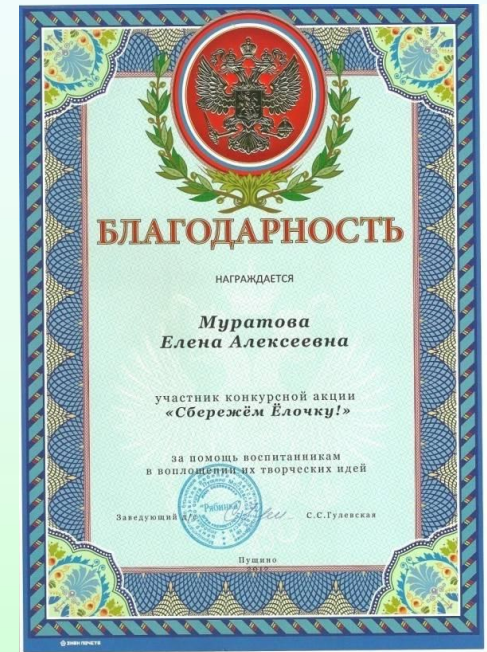 БЛАГОДАРНОСТЬ
НАГРАЖДАЕТСЯ
Муратова
Елена Алексеевна
участник конкурсной акции
«Сбережём Ёлочку!»
за помощь воспитанникам
в воплощении их творческих идей
"Рябинка"
Заведующий д/с С.С.Гулевская
Пущино